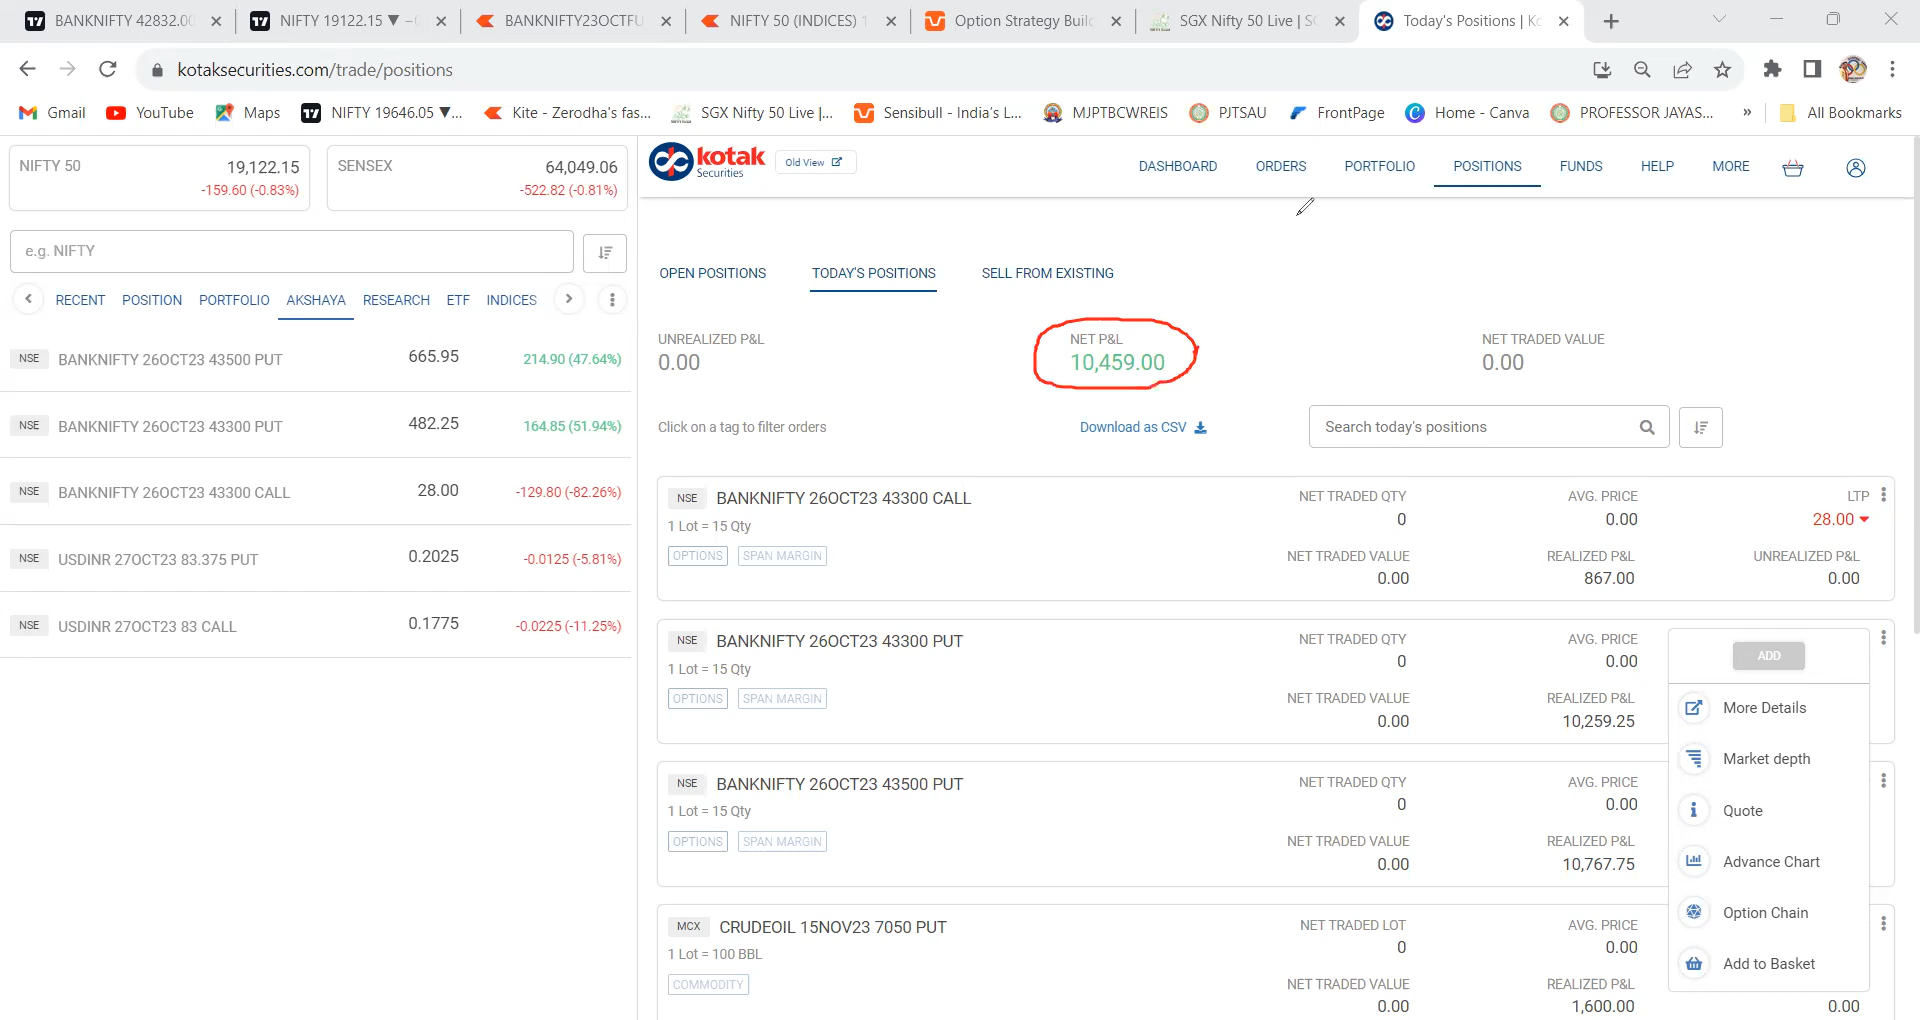 BANKNIFTY 42832.00
NIFTY 19122.15 ▼ −0
BANKNIFTY23OCTFU
NIFTY 50 (INDICES) 1
Option Strategy Build
SGX Nifty 50 Live | SG
Today's Positions | Ko
kotaksecurities.com/trade/positions
Gmail
YouTube
Maps
NIFTY 19646.05 ▼...
Kite - Zerodha's fas...
SGX Nifty 50 Live |...
Sensibull - India's L...
MJPTBCWREIS
PJTSAU
FrontPage
Home - Canva
PROFESSOR JAYAS...
»
All Bookmarks
NIFTY 50
19,122.15
-159.60 (-0.83%)
SENSEX
64,049.06
-522.82 (-0.81%)
kotak
Securities
Old View
DASHBOARD
ORDERS
PORTFOLIO
POSITIONS
FUNDS
HELP
MORE
e.g. NIFTY
RECENT
POSITION
PORTFOLIO
AKSHAYA
RESEARCH
ETF
INDICES
NSE BANKNIFTY 26OCT23 43500 PUT 665.95 214.90 (47.64%)
NSE BANKNIFTY 26OCT23 43300 PUT 482.25 164.85 (51.94%)
NSE BANKNIFTY 26OCT23 43300 CALL 28.00 -129.80 (-82.26%)
NSE USDINR 27OCT23 83.375 PUT 0.2025 -0.0125 (-5.81%)
NSE USDINR 27OCT23 83 CALL 0.1775 -0.0225 (-11.25%)
OPEN POSITIONS
TODAY'S POSITIONS
SELL FROM EXISTING
UNREALIZED P&L
0.00
NET P&L
10,459.00
NET TRADED VALUE
0.00
Click on a tag to filter orders
Download as CSV
Search today's positions
NSE BANKNIFTY 26OCT23 43300 CALL
1 Lot = 15 Qty
OPTIONS SPAN MARGIN
NET TRADED QTY
0
AVG. PRICE
0.00
LTP
28.00
NET TRADED VALUE
0.00
REALIZED P&L
867.00
UNREALIZED P&L
0.00
NSE BANKNIFTY 26OCT23 43300 PUT
1 Lot = 15 Qty
OPTIONS SPAN MARGIN
NET TRADED QTY
0
AVG. PRICE
0.00
NET TRADED VALUE
0.00
REALIZED P&L
10,259.25
NSE BANKNIFTY 26OCT23 43500 PUT
1 Lot = 15 Qty
OPTIONS SPAN MARGIN
NET TRADED QTY
0
AVG. PRICE
0.00
NET TRADED VALUE
0.00
REALIZED P&L
10,767.75
MCX CRUDEOIL 15NOV23 7050 PUT
1 Lot = 100 BBL
COMMODITY
NET TRADED LOT
0
AVG. PRICE
0.00
NET TRADED VALUE
0.00
REALIZED P&L
1,600.00
0.00
ADD
More Details
Market depth
Quote
Advance Chart
Option Chain
Add to Basket